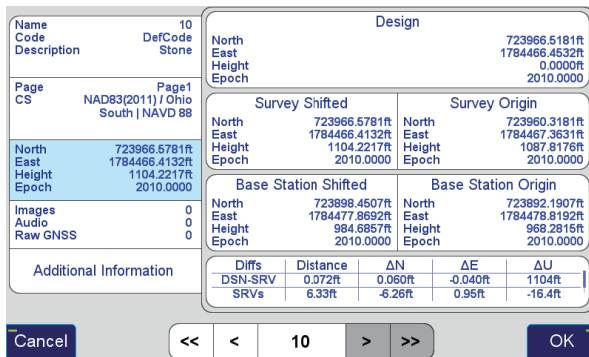 Name 10
Code DefCode
Description Stone
Page Page1
CS NAD83(2011) / Ohio
South | NAVD 88
North 723966.5781ft
East 1784466.4132ft
Height 1104.2217ft
Epoch 2010.0000
Images 0
Audio 0
Raw GNSS 0
Additional Information
Design
North 723966.5181ft
East 1784466.4532ft
Height 0.0000ft
Epoch 2010.0000
Survey Shifted
North 723966.5781ft
East 1784466.4132ft
Height 1104.2217ft
Epoch 2010.0000
Survey Origin
North 723960.3181ft
East 1784467.3631ft
Height 1087.8176ft
Epoch 2010.0000
Base Station Shifted
North 723898.4507ft
East 1784477.8692ft
Height 984.6857ft
Epoch 2010.0000
Base Station Origin
North 723892.1907ft
East 1784478.8192ft
Height 968.2815ft
Epoch 2010.0000
Diffs Distance ΔN ΔE ΔU
DSN-SRV 0.072ft 0.060ft -0.040ft 1104ft
SRVs 6.33ft -6.26ft 0.95ft -16.4ft
Cancel << < 10 > >> OK